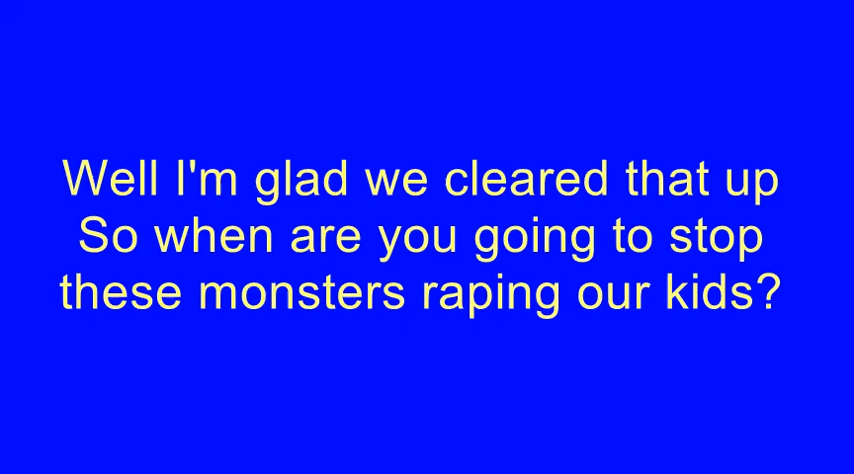 Well I'm glad we cleared that up
So when are you going to stop
these monsters raping our kids?